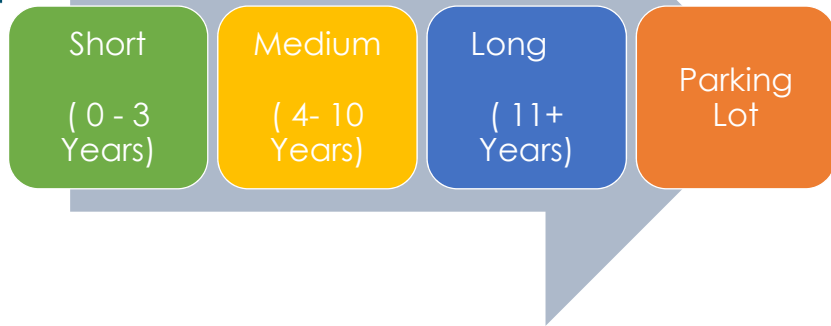 Short
( 0 - 3
Years)
Medium
( 4- 10
Years)
Long
( 11+
Years)
Parking
Lot